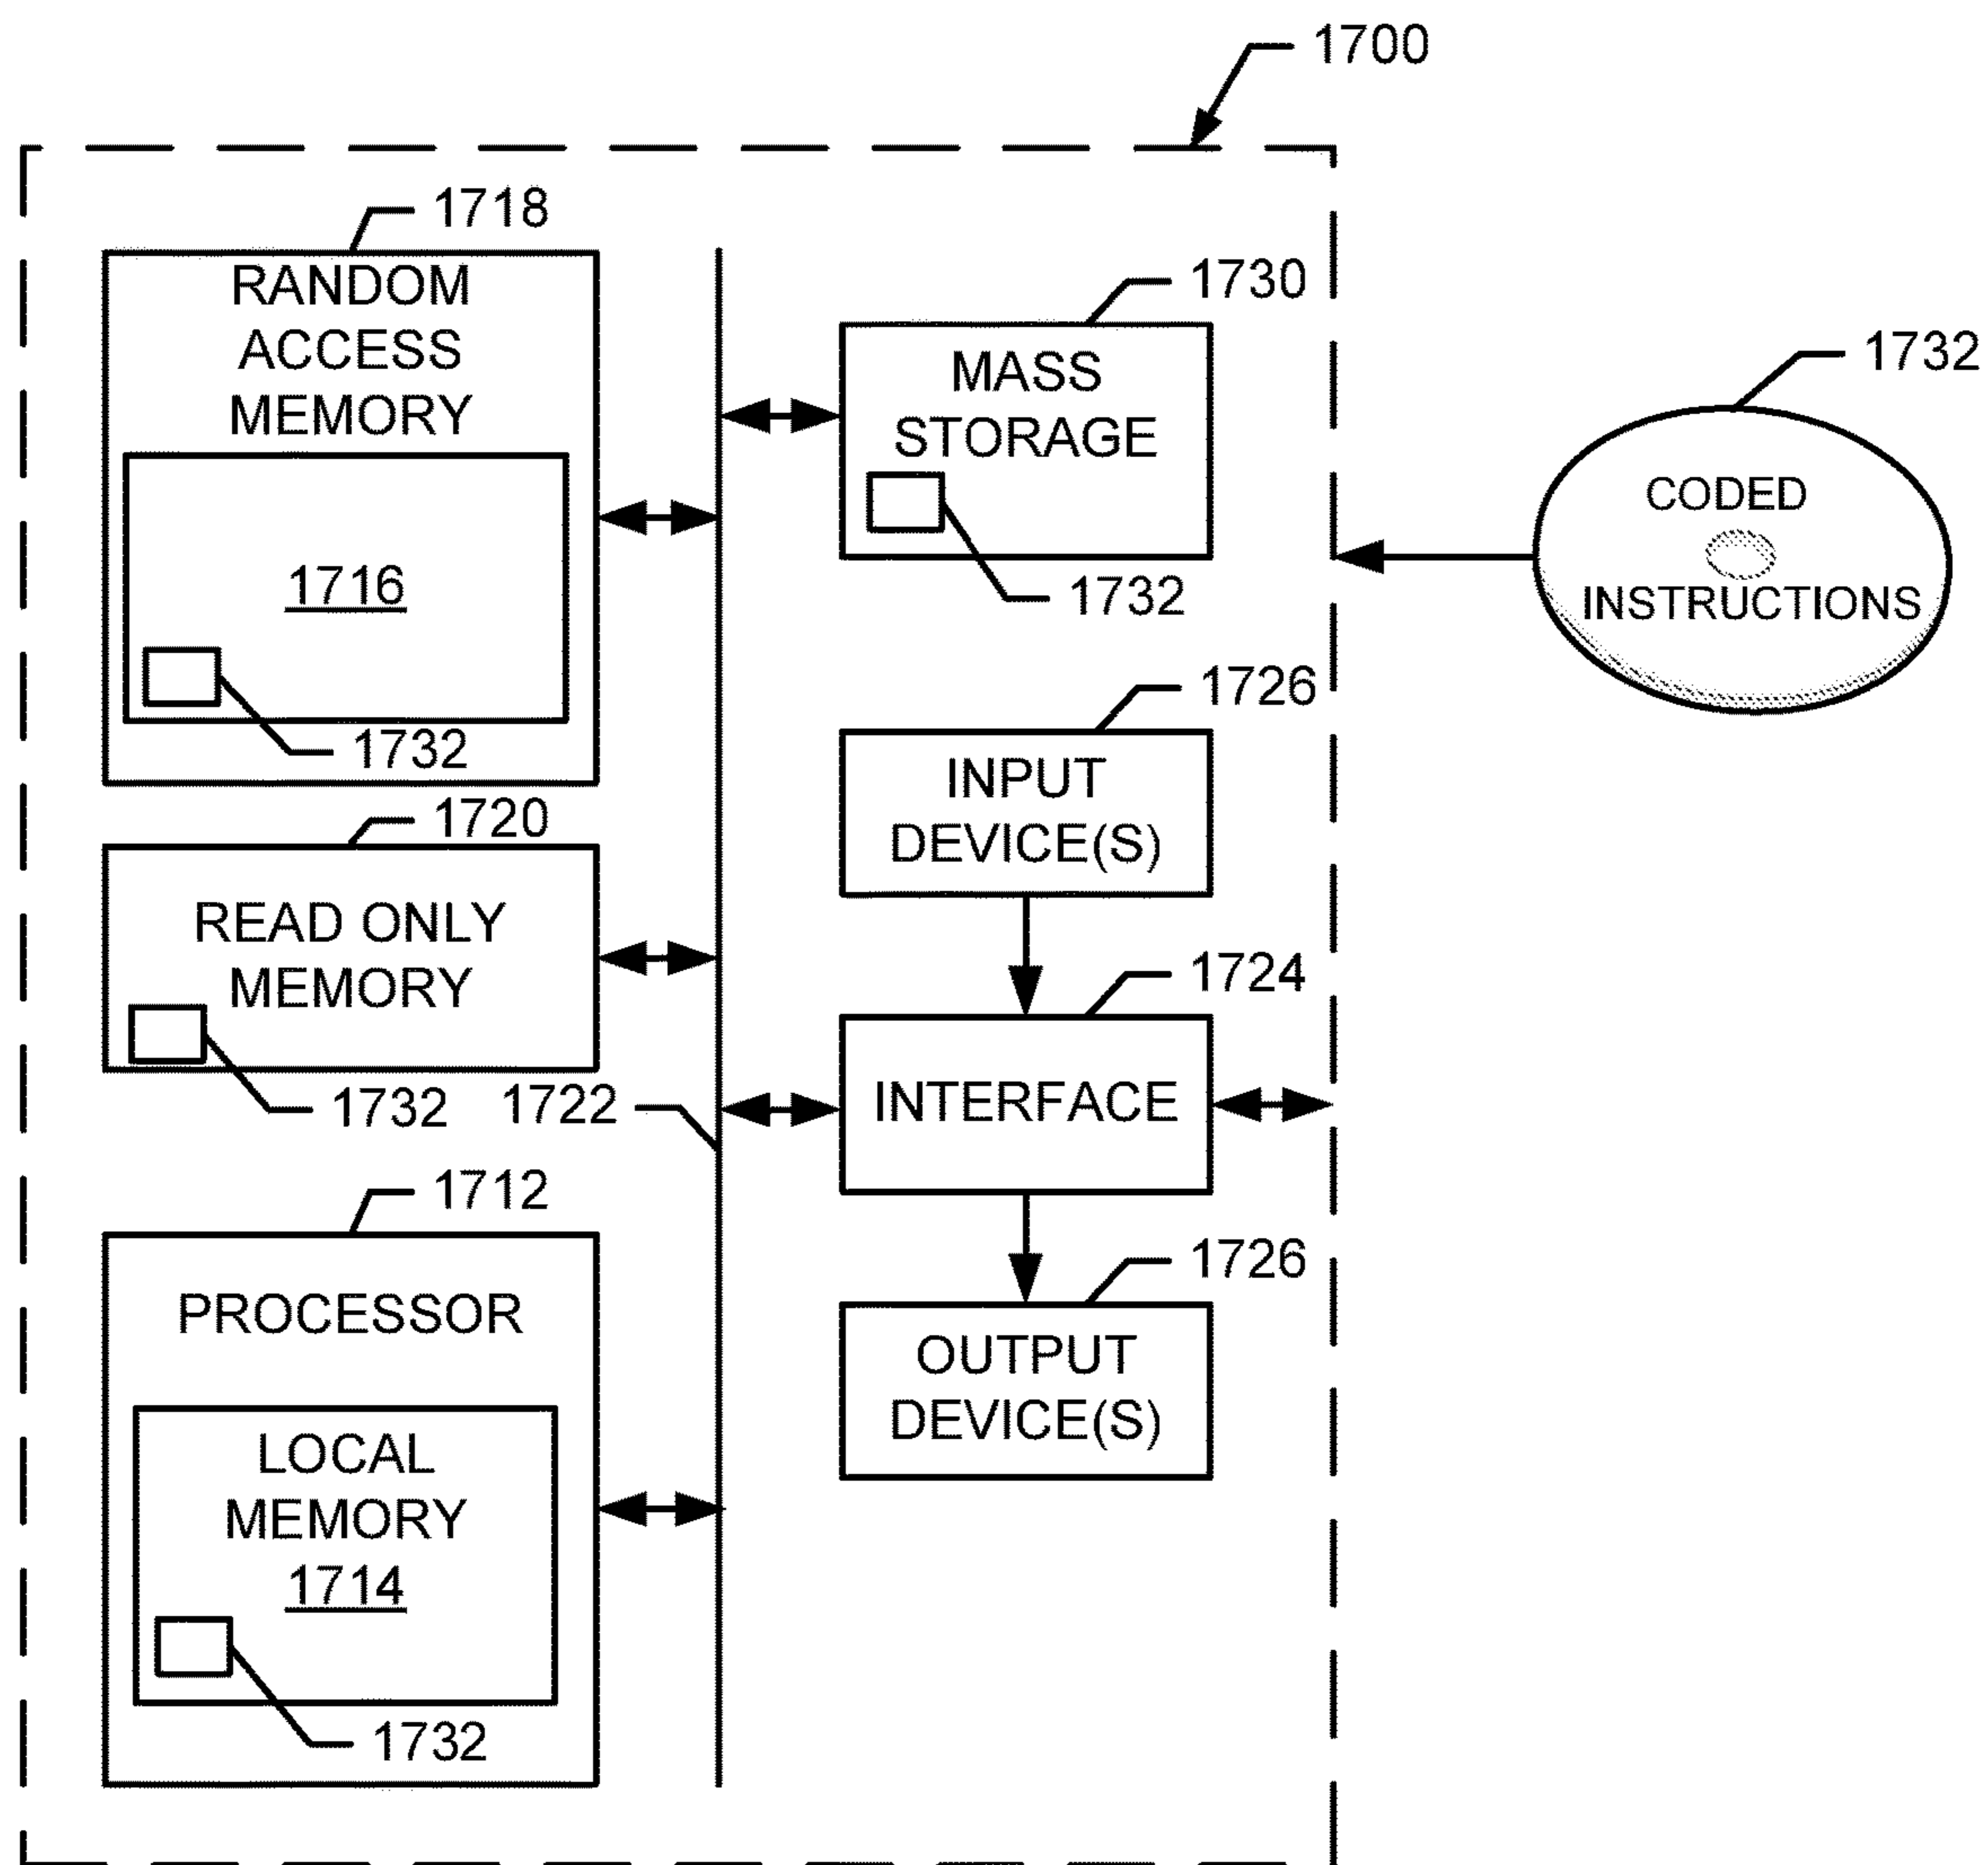 1700
1718
RANDOM
ACCESS
MEMORY
1716
1732
1720
READ ONLY
MEMORY
1732
1722
1712
PROCESSOR
LOCAL
MEMORY
1714
1732
1730
MASS
STORAGE
1732
1726
INPUT
DEVICE(S)
1724
INTERFACE
1726
OUTPUT
DEVICE(S)
1732
CODED
INSTRUCTIONS